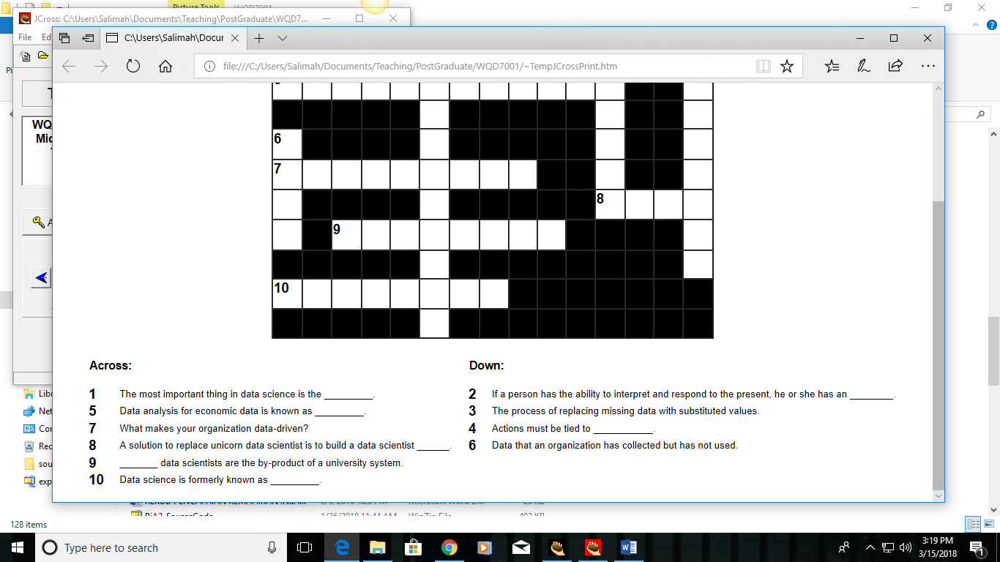 Picture Tools WQD7001
JCross: C:\Users\Salimah\Documents\Teaching\PostGraduate\WQD7...
File Ed
C:\Users\Salimah\Docur
file:///C:/Users/Salimah/Documents/Teaching/PostGraduate/WQD7001/~TempJCrossPrint.htm
Pi
T
WQ
Mic
6
7
8
9
A
10
Across: Down:
1 The most important thing in data science is the _________.
5 Data analysis for economic data is known as _________.
7 What makes your organization data-driven?
8 A solution to replace unicorn data scientist is to build a data scientist ______.
9 _______ data scientists are the by-product of a university system.
10 Data science is formerly known as _________.
2 If a person has the ability to interpret and respond to the present, he or she has an ________.
3 The process of replacing missing data with substituted values.
4 Actions must be tied to ___________.
6 Data that an organization has collected but has not used.
Libr
Net
Cor
Rec
sou
exp
128 items
Type here to search
3:19 PM
3/15/2018
1